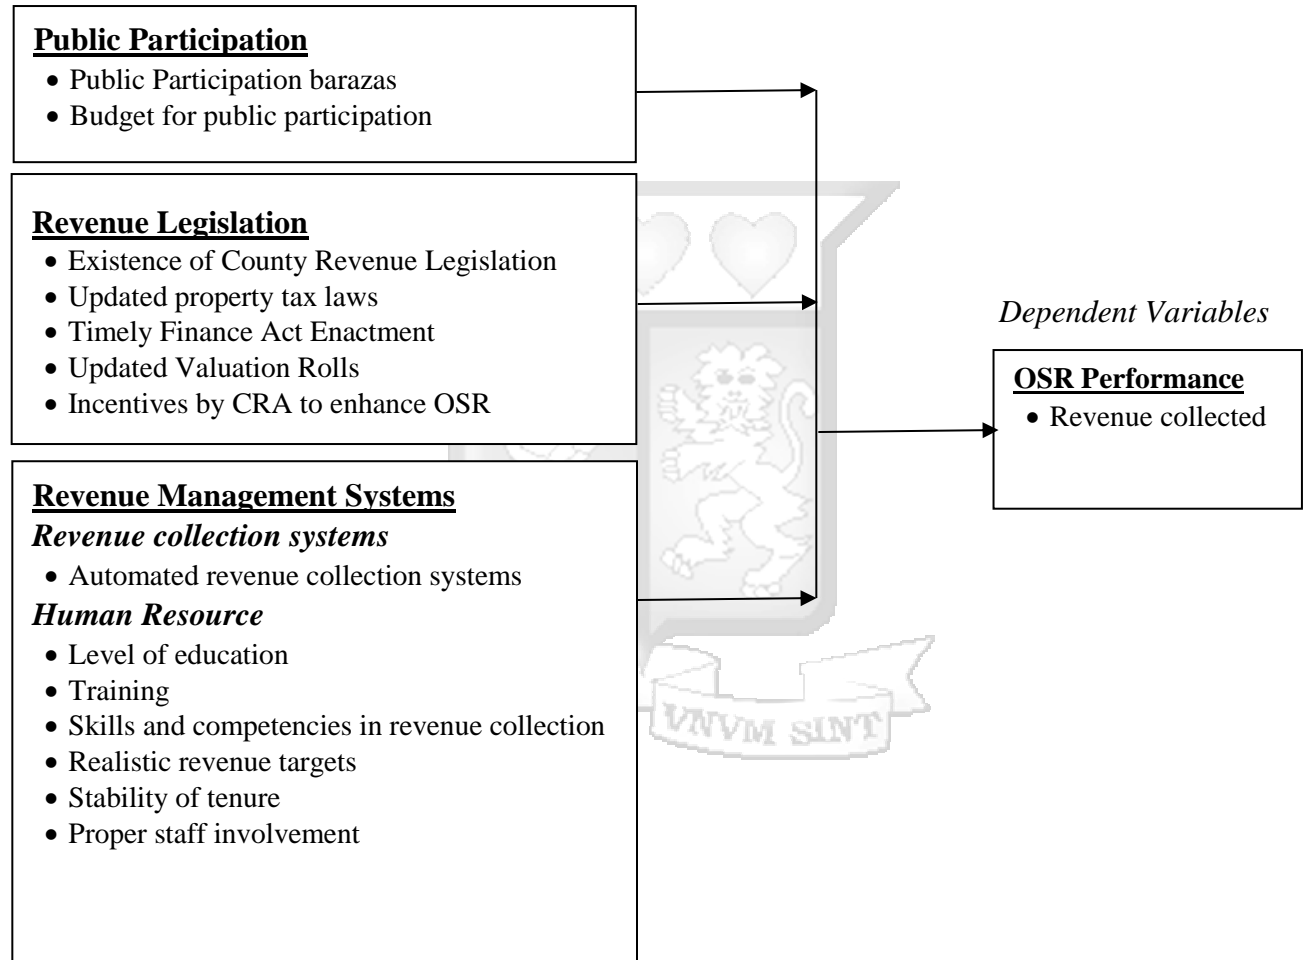 Public Participation
• Public Participation barazas
• Budget for public participation
Revenue Legislation
• Existence of County Revenue Legislation
• Updated property tax laws
• Timely Finance Act Enactment
• Updated Valuation Rolls
• Incentives by CRA to enhance OSR
Revenue Management Systems
Revenue collection systems
• Automated revenue collection systems
Human Resource
• Level of education
• Training
• Skills and competencies in revenue collection
• Realistic revenue targets
• Stability of tenure
• Proper staff involvement
Dependent Variables
OSR Performance
• Revenue collected
VNVM SINT